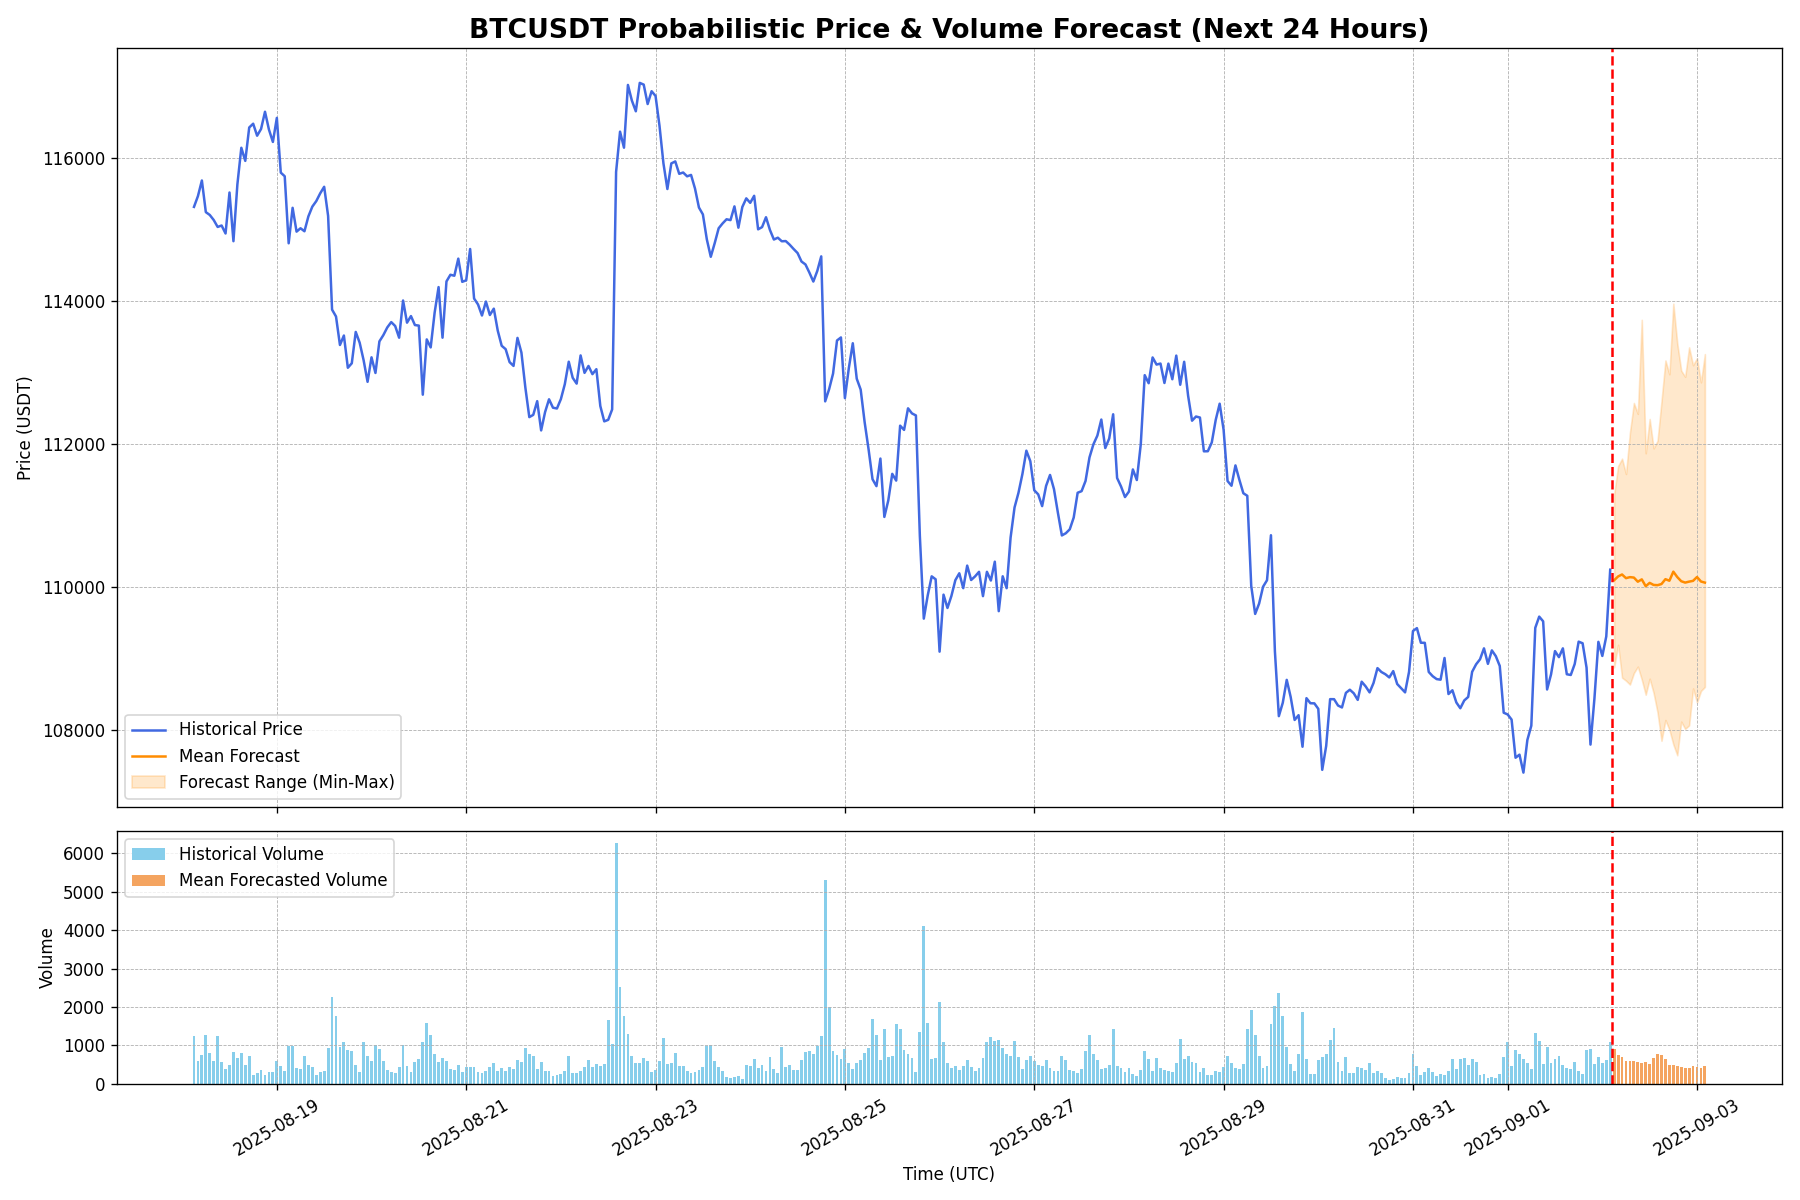 BTCUSDT Probabilistic Price & Volume Forecast (Next 24 Hours)
Price (USDT)
116000
114000
112000
110000
108000
Historical Price
Mean Forecast
Forecast Range (Min-Max)
Volume
6000
5000
4000
3000
2000
1000
0
Historical Volume
Mean Forecasted Volume
2025-08-19
2025-08-21
2025-08-23
2025-08-25
2025-08-27
2025-08-29
2025-08-31
2025-09-01
2025-09-03
Time (UTC)